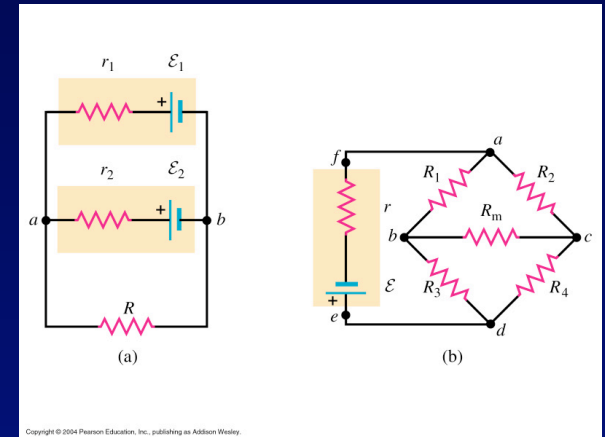 r1 ℰ1
+
r2 ℰ2
+
a b
R
(a)
a
f
R1 R2
r
Rm
b c
ℰ R3 R4
+
e
d
(b)
Copyright © 2004 Pearson Education, Inc., publishing as Addison Wesley.